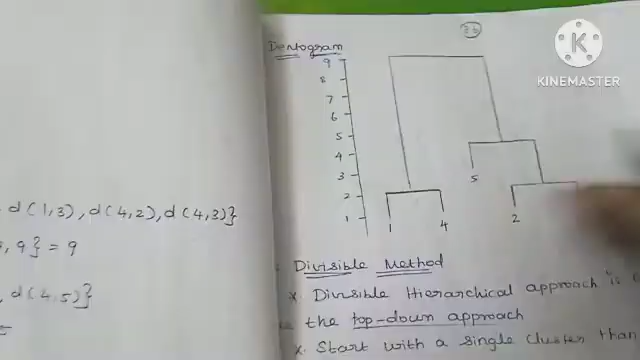 36
Dentogram
9
8
7
6
5
4
3
2
1
5
1
4
2
d(1,3), d(4,2), d(4,3)}
, 9} = 9
, d(4,5)}
=
Divisible Method
x. Divisible Hierarchical approach is
the top-down approach
x. Start with a single cluster than
K
KINEMASTER